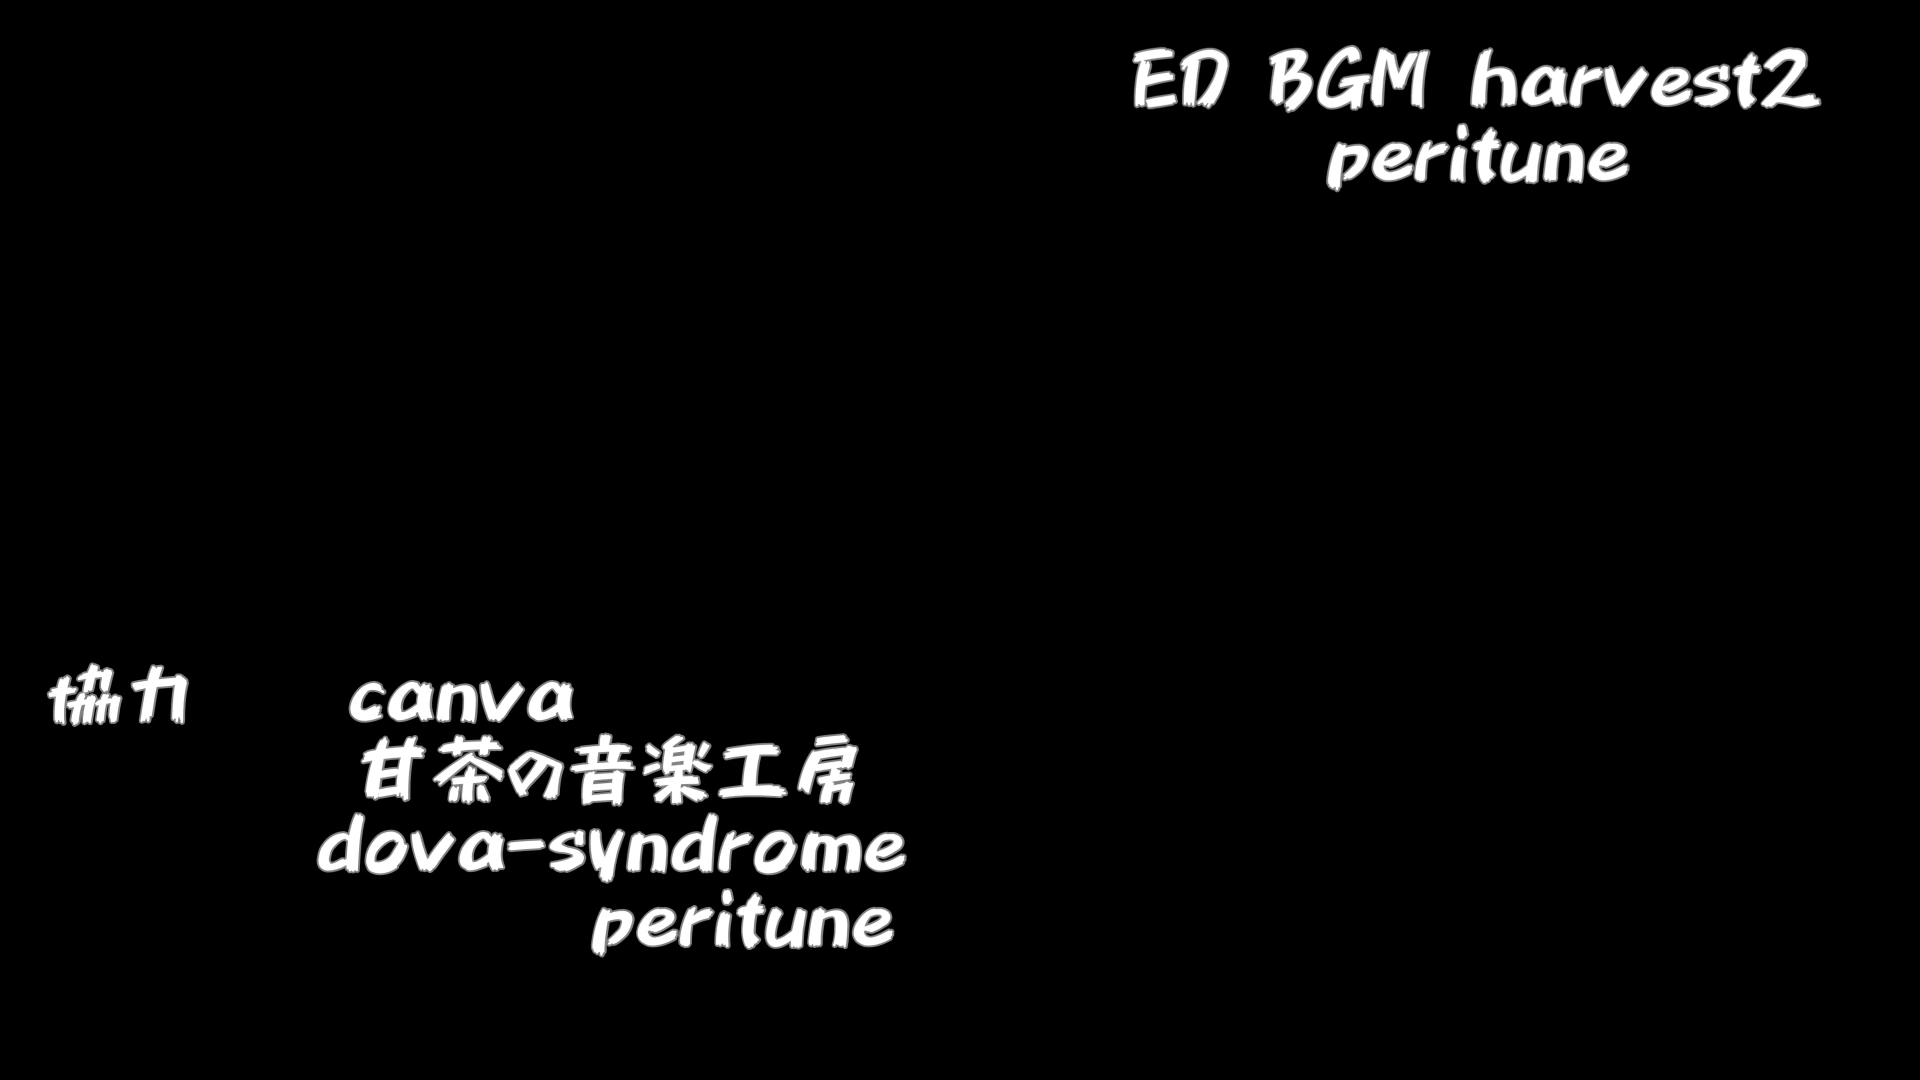 ED BGM harvest2
peritune
協力 canva
甘茶の音楽工房
dova-syndrome
peritune